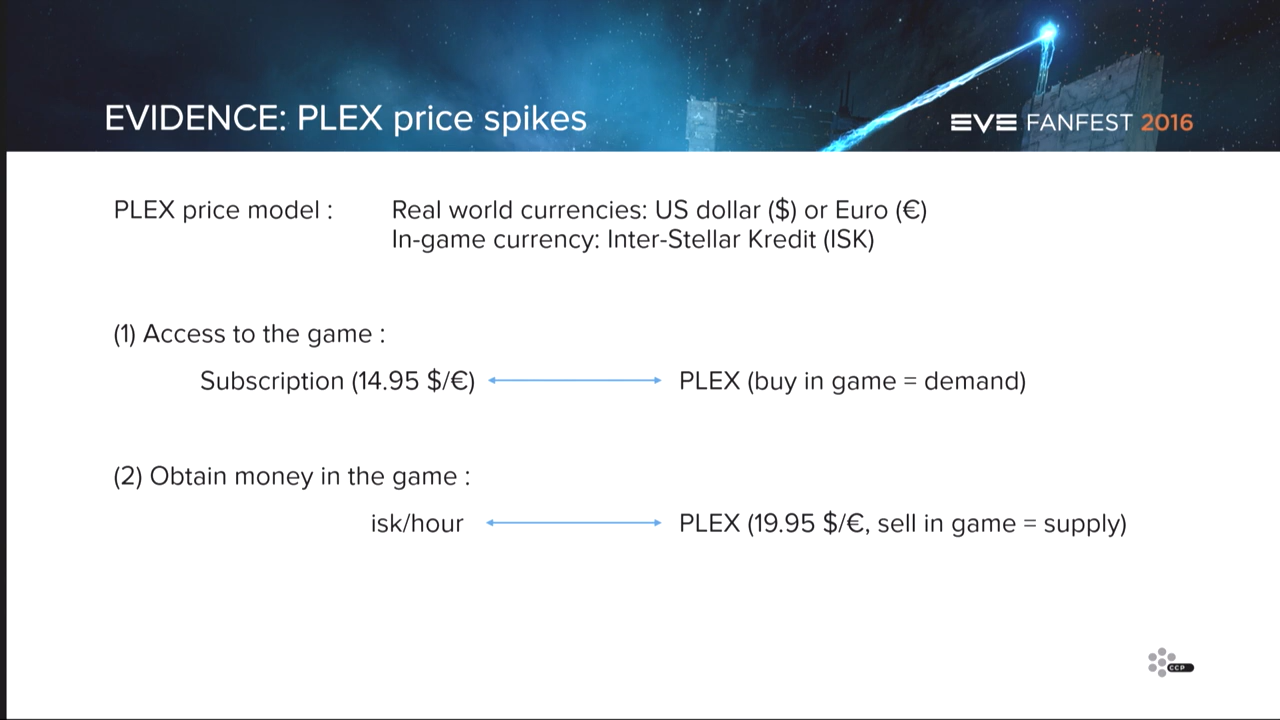 EVIDENCE: PLEX price spikes
EVE FANFEST 2016
PLEX price model : Real world currencies: US dollar ($) or Euro (€)
In-game currency: Inter-Stellar Kredit (ISK)
(1) Access to the game :
Subscription (14.95 $/€) PLEX (buy in game = demand)
(2) Obtain money in the game :
isk/hour PLEX (19.95 $/€, sell in game = supply)
CCP